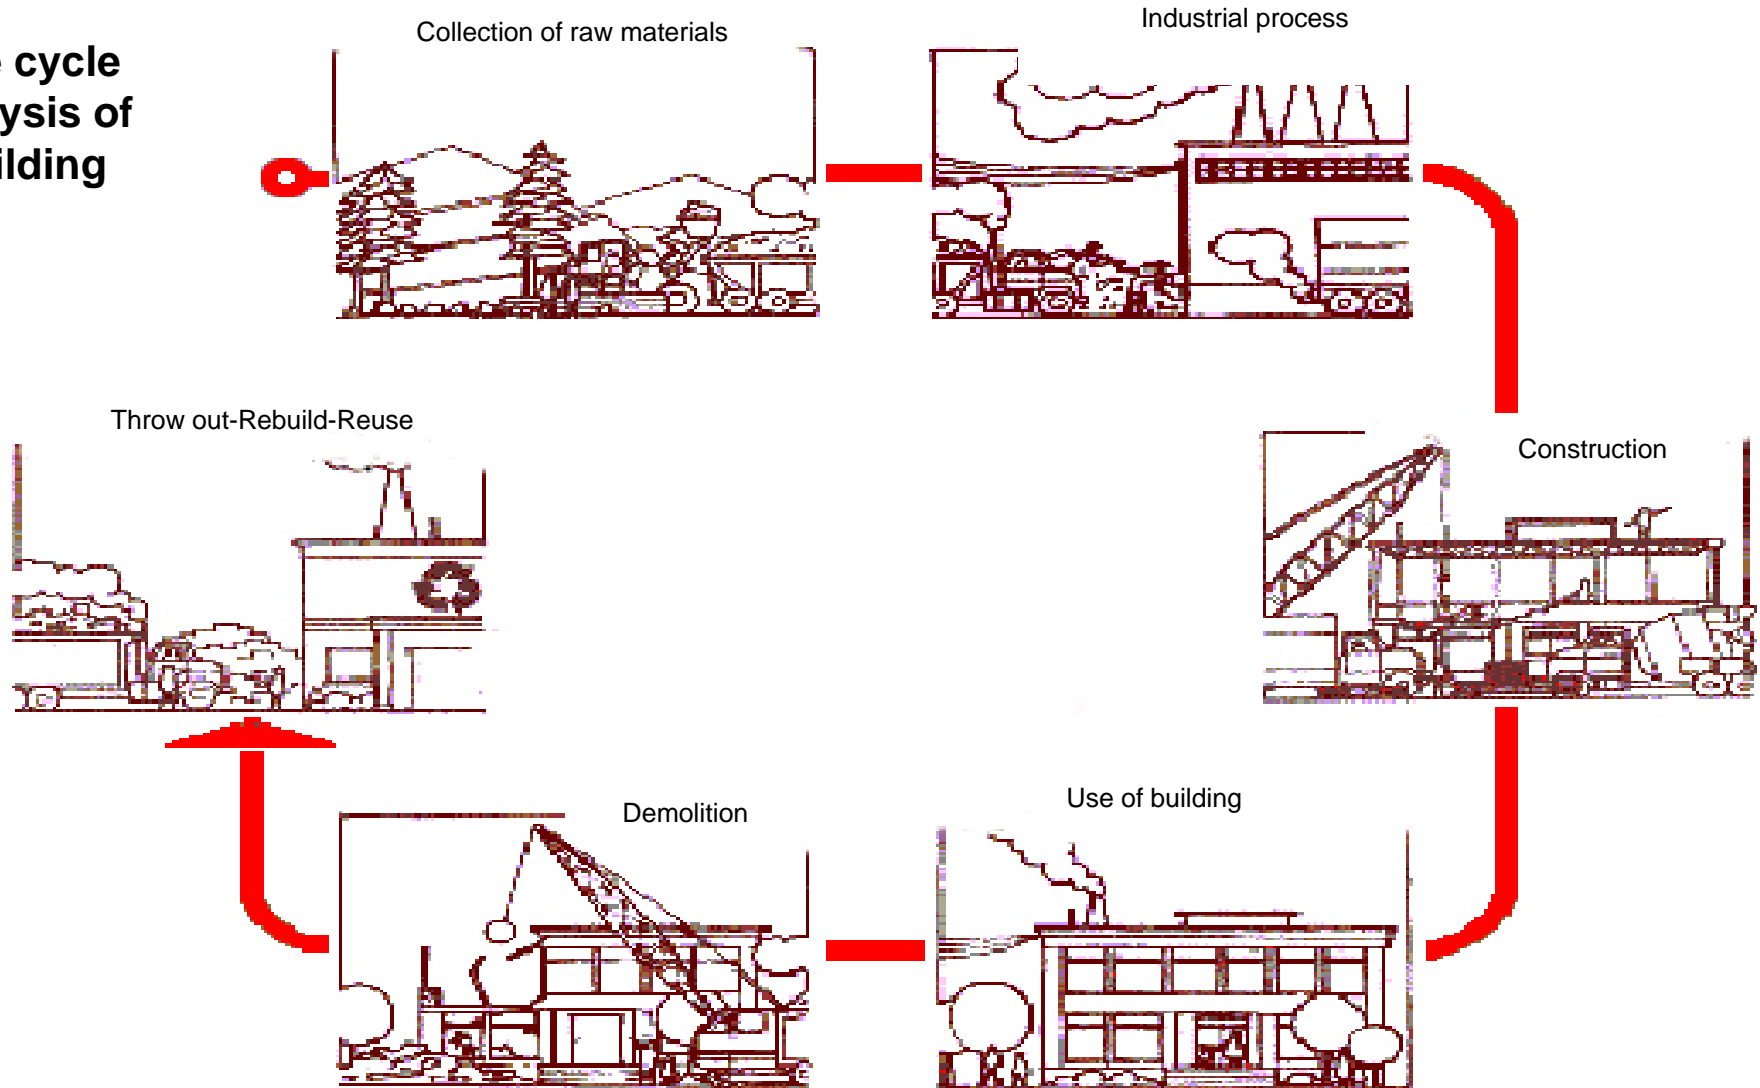 e cycle
ysis of
ilding
Collection of raw materials
Industrial process
Throw out-Rebuild-Reuse
Construction
Demolition
Use of building